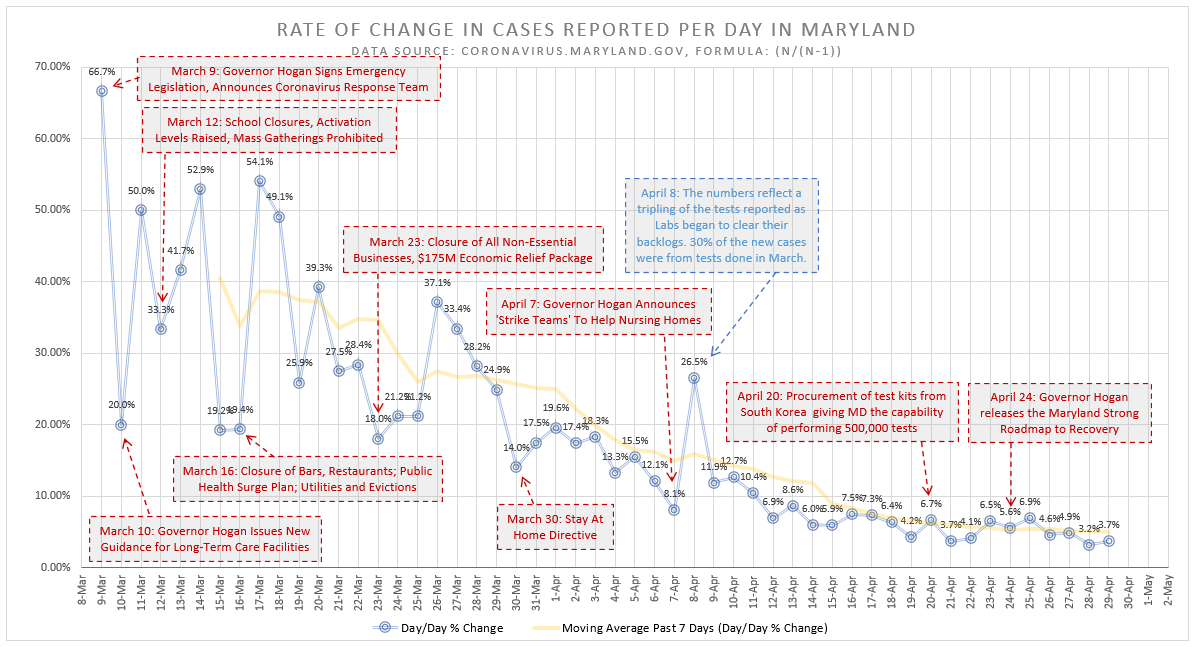 RATE OF CHANGE IN CASES REPORTED PER DAY IN MARYLAND
DATA SOURCE: CORONAVIRUS.MARYLAND.GOV, FORMULA: (N/(N-1))
70.00%
60.00%
50.00%
40.00%
30.00%
20.00%
10.00%
0.00%
March 9: Governor Hogan Signs Emergency
Legislation, Announces Coronavirus Response Team
March 12: School Closures, Activation
Levels Raised, Mass Gatherings Prohibited
April 8: The numbers reflect a
tripling of the tests reported as
Labs began to clear their
backlogs. 30% of the new cases
were from tests done in March.
March 23: Closure of All Non-Essential
Businesses, $175M Economic Relief Package
April 7: Governor Hogan Announces
'Strike Teams' To Help Nursing Homes
April 20: Procurement of test kits from
South Korea giving MD the capability
of performing 500,000 tests
April 24: Governor Hogan
releases the Maryland Strong
Roadmap to Recovery
March 16: Closure of Bars, Restaurants; Public
Health Surge Plan; Utilities and Evictions
March 30: Stay At
Home Directive
March 10: Governor Hogan Issues New
Guidance for Long-Term Care Facilities
66.7%
20.0%
50.0%
33.3%
41.7%
52.9%
19.2%
19.4%
54.1%
49.1%
25.9%
39.3%
27.5%
28.4%
18.0%
21.2%
21.2%
37.1%
33.4%
28.2%
24.9%
14.0%
17.5%
19.6%
17.4%
18.3%
13.3%
15.5%
12.1%
8.1%
26.5%
11.9%
12.7%
10.4%
6.9%
8.6%
6.0%
5.9%
7.5%
7.3%
6.4%
4.2%
6.7%
3.7%
4.1%
6.5%
5.6%
6.9%
4.6%
4.9%
3.2%
3.7%
8-Mar
9-Mar
10-Mar
11-Mar
12-Mar
13-Mar
14-Mar
15-Mar
16-Mar
17-Mar
18-Mar
19-Mar
20-Mar
21-Mar
22-Mar
23-Mar
24-Mar
25-Mar
26-Mar
27-Mar
28-Mar
29-Mar
30-Mar
31-Mar
1-Apr
2-Apr
3-Apr
4-Apr
5-Apr
6-Apr
7-Apr
8-Apr
9-Apr
10-Apr
11-Apr
12-Apr
13-Apr
14-Apr
15-Apr
16-Apr
17-Apr
18-Apr
19-Apr
20-Apr
21-Apr
22-Apr
23-Apr
24-Apr
25-Apr
26-Apr
27-Apr
28-Apr
29-Apr
30-Apr
1-May
2-May
Day/Day % Change
Moving Average Past 7 Days (Day/Day % Change)